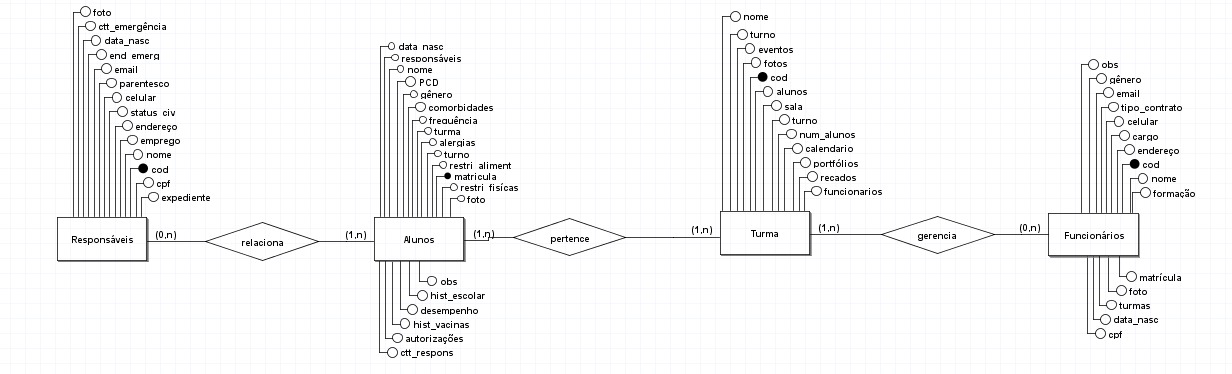 foto
ctt_emergência
data_nasc
end_emerg
email
parentesco
celular
status_civ
endereço
emprego
nome
cod
cpf
expediente
Responsáveis
(0,n)
relaciona
(1,n)
data_nasc
responsáveis
nome
PCD
gênero
comorbidades
frequência
turma
alergias
turno
restri_aliment
matricula
restri_fisícas
foto
Alunos
obs
hist_escolar
desempenho
hist_vacinas
autorizações
ctt_respons
(1,n)
pertence
(1,n)
nome
turno
eventos
fotos
cod
alunos
sala
turno
num_alunos
calendario
portfólios
recados
funcionarios
Turma
(1,n)
gerencia
(0,n)
obs
gênero
email
tipo_contrato
celular
cargo
endereço
cod
nome
formação
Funcionários
matrícula
foto
turmas
data_nasc
cpf